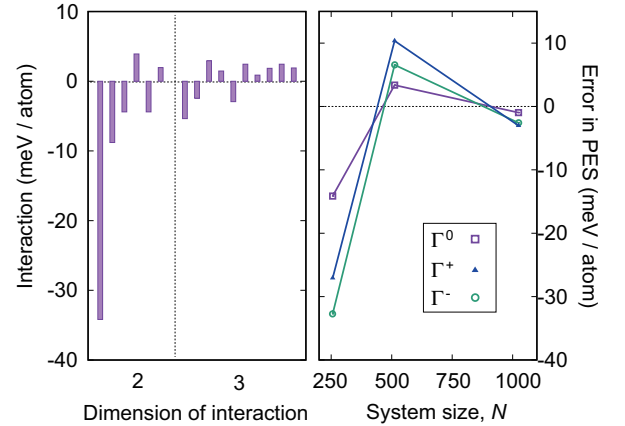 10
0
-10
-20
-30
-40
Interaction (meV / atom)
2
3
Dimension of interaction
10
0
-10
-20
-30
-40
Error in PES (meV / atom)
Γ0
Γ+
Γ-
250
500
750
1000
System size, N